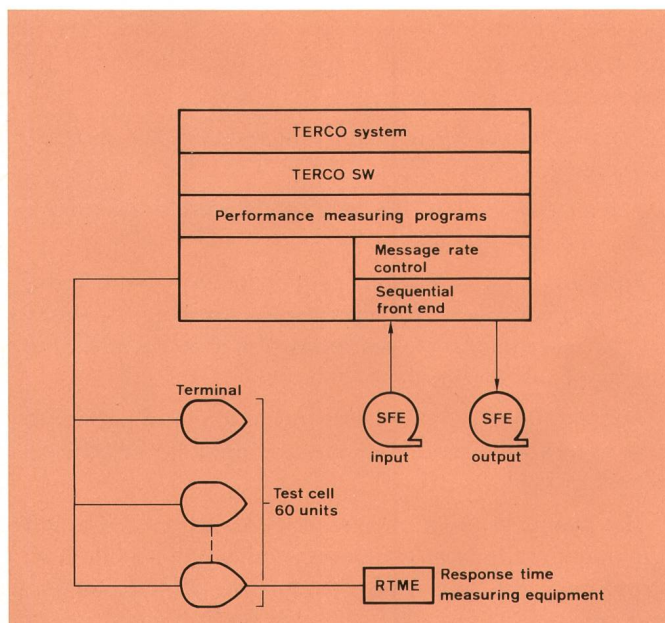 TERCO system
TERCO SW
Performance measuring programs
Message rate
control
Sequential
front end
Terminal
SFE
SFE
input
output
Test cell
60 units
RTME
Response time
measuring equipment